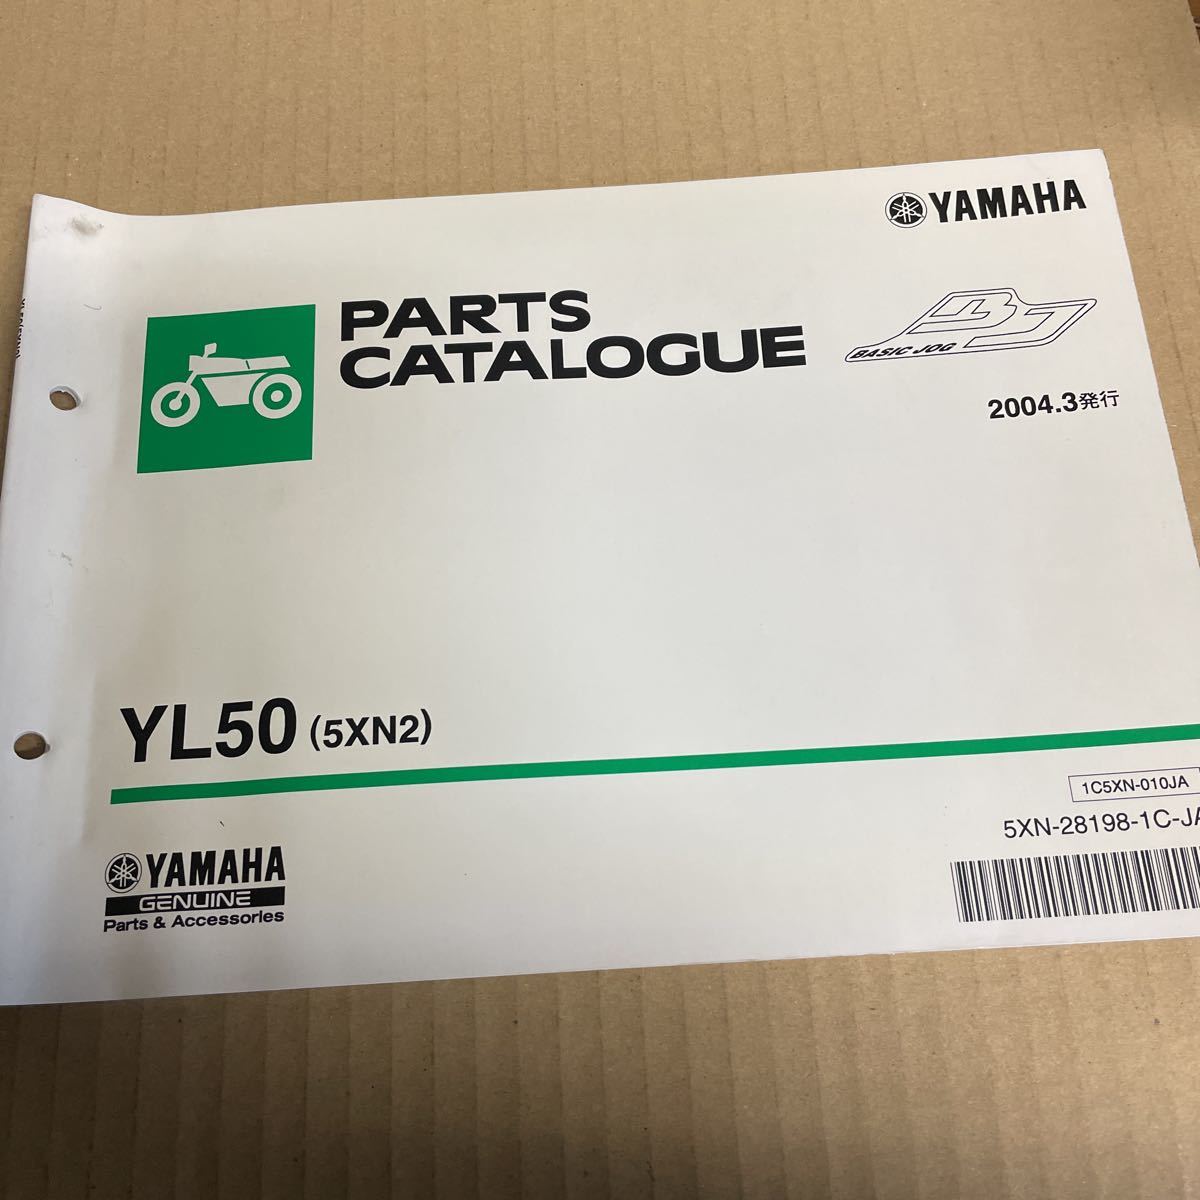 YAMAHA
PARTS
CATALOGUE
BJ
BASIC JOG
2004.3発行
YL50 (5XN2)
1C5XN-010JA
5XN-28198-1C-JA
YAMAHA
GENUINE
Parts & Accessories